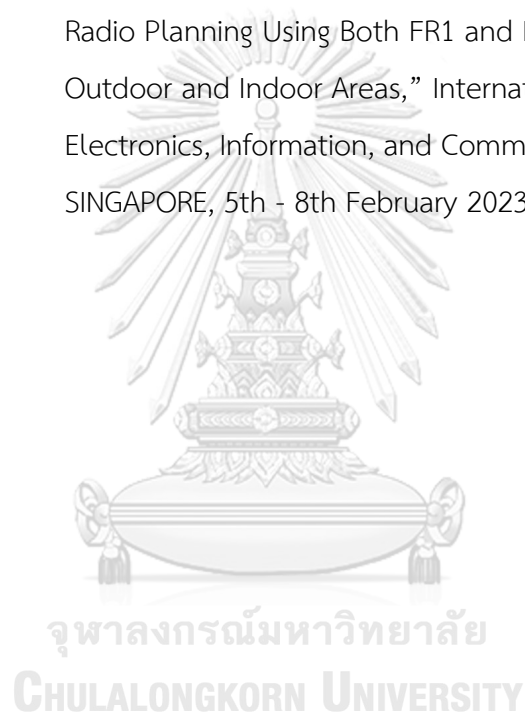 Radio Planning Using Both FR1 and
Outdoor and Indoor Areas,” Internat
Electronics, Information, and Comm
SINGAPORE, 5th - 8th February 2023
จุฬาลงกรณ์มหาวิทยาลัย
CHULALONGKORN UNIVERSITY